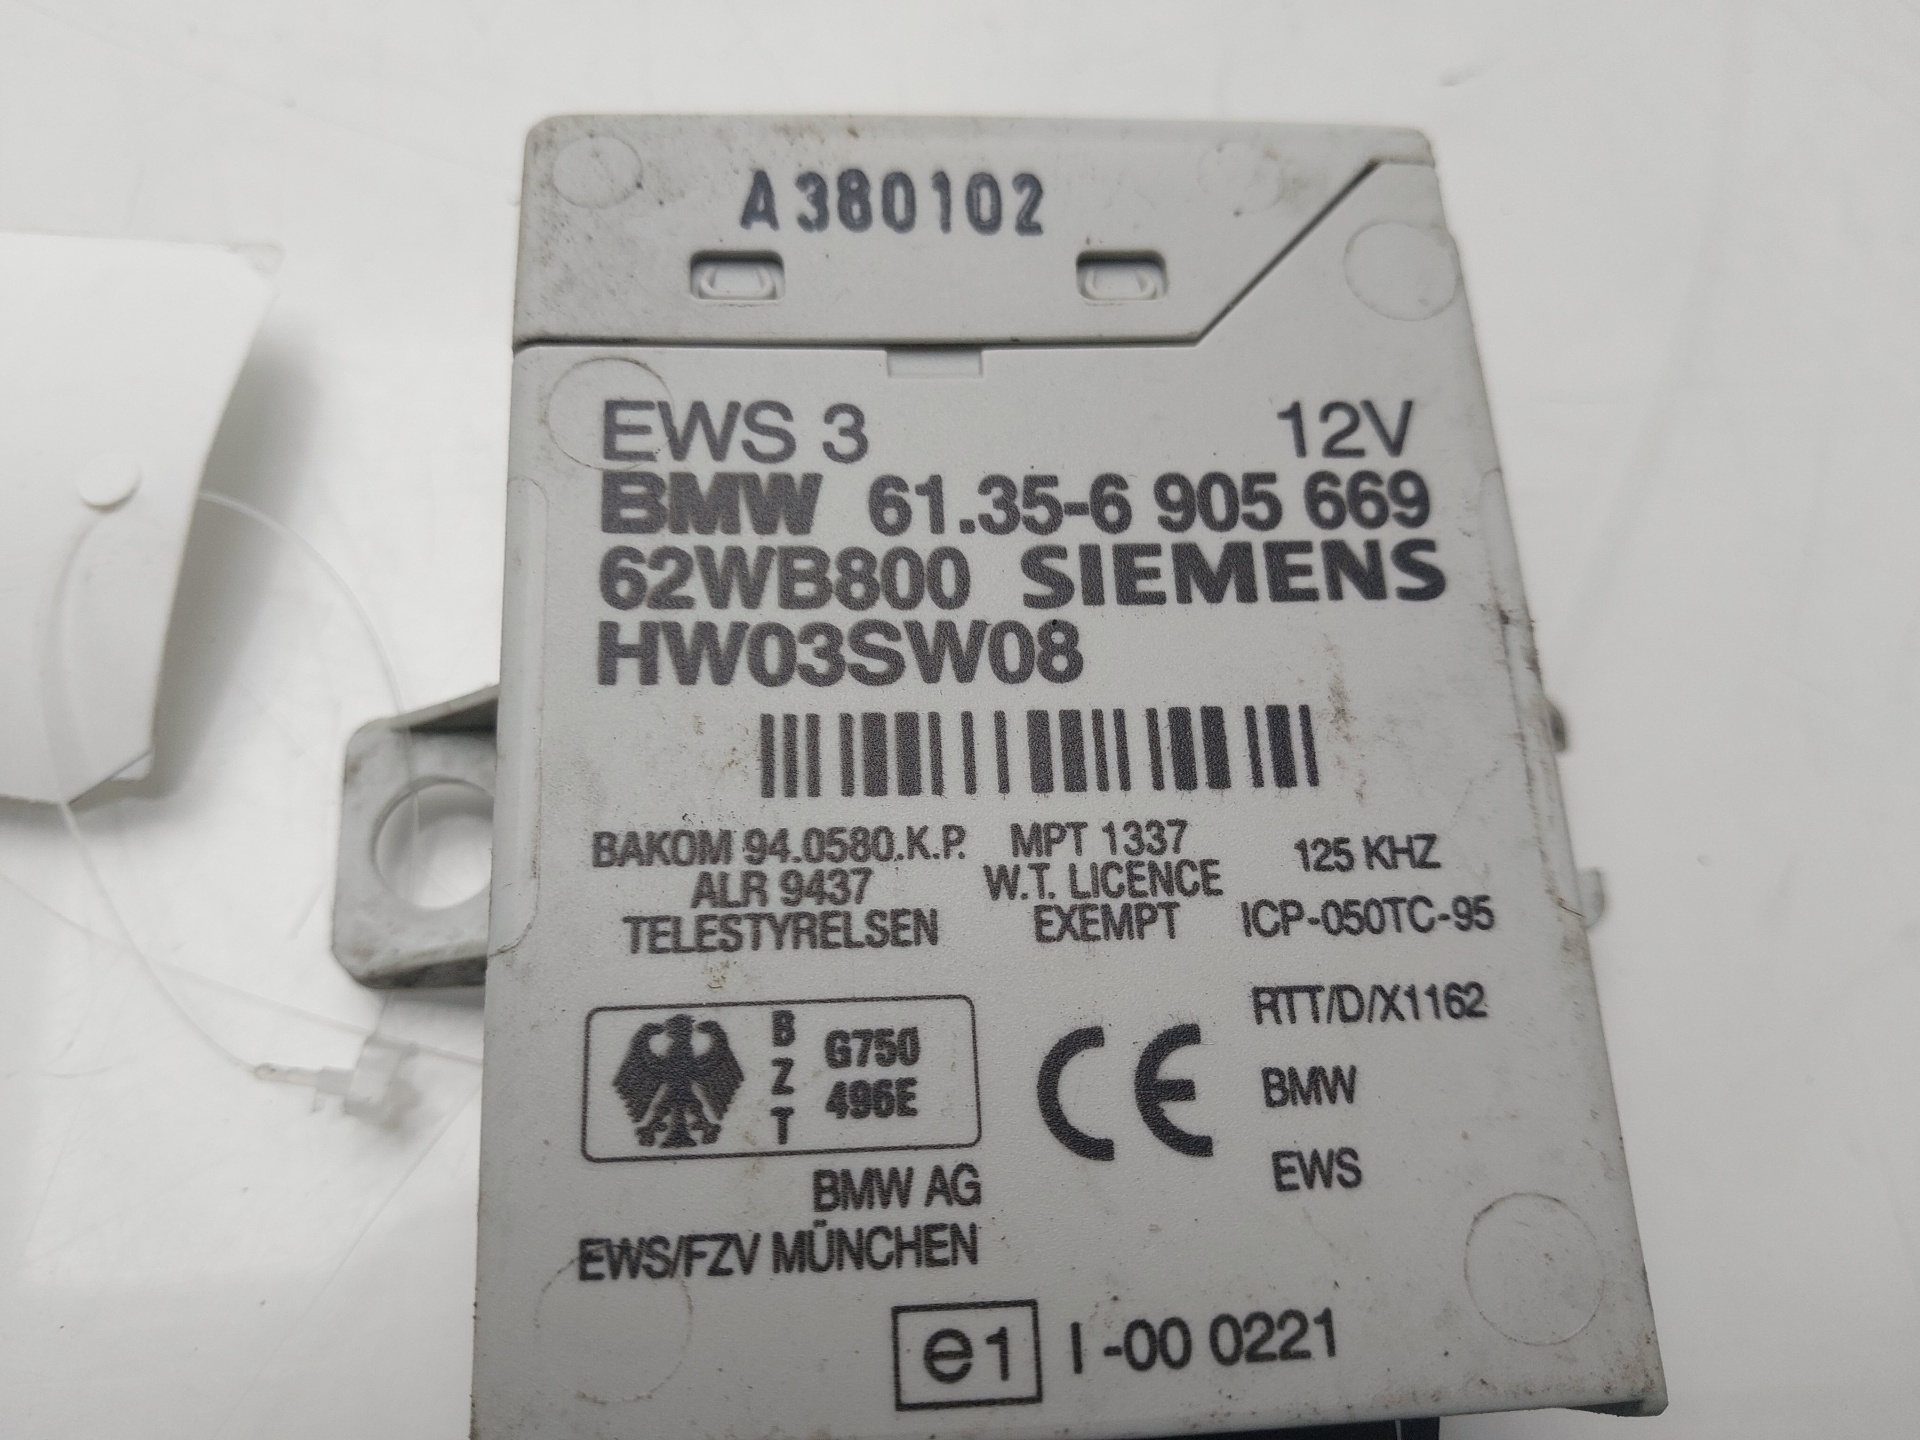 A380102
EWS 3 12V
BMW 61.35-6 905 669
62WB800 SIEMENS
HW03SW08
BAKOM 94.0580.K.P. MPT 1337 125 KHZ
ALR 9437 W.T. LICENCE
TELESTYRELSEN EXEMPT ICP-050TC-95
RTT/D/X1162
B Z T G750
496E
CE
BMW
EWS
BMW AG
EWS/FZV MÜNCHEN
e1 I-00 0221